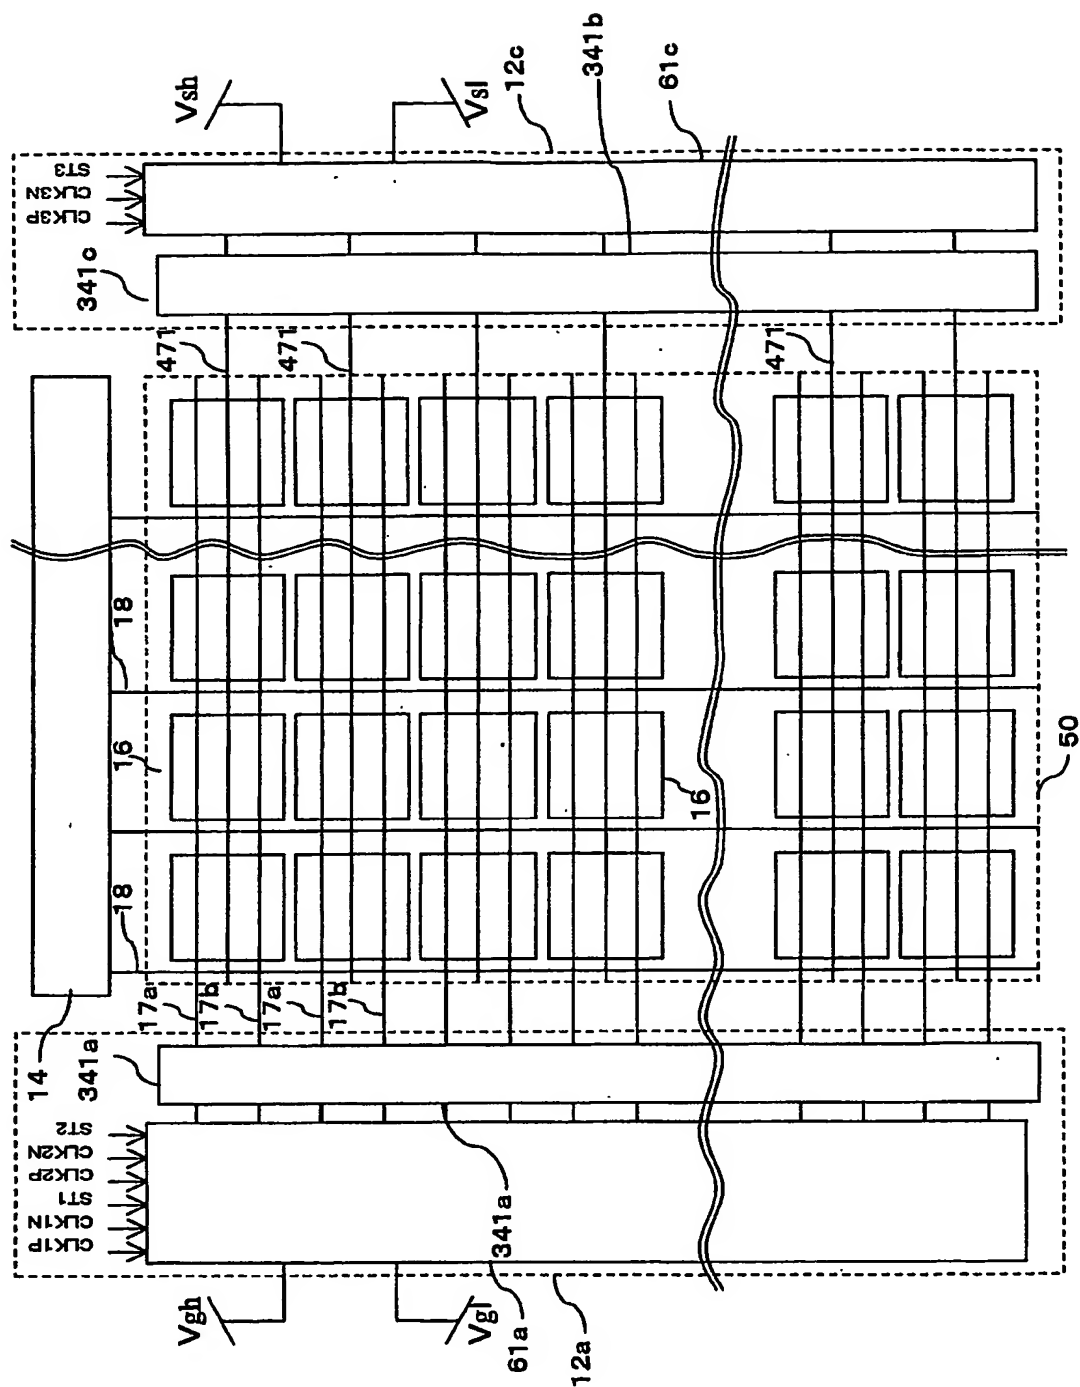 Vsh
Vsl
12c
341b
61c
ST3
CLK3N
CLK3P
341c
471
471
471
18
16
16
18
50
17a
17b
17a
17b
14
341a
ST2
CLK2N
CLK2P
ST1
CLK1N
CLK1P
341a
Vgh
Vgl
61a
12a